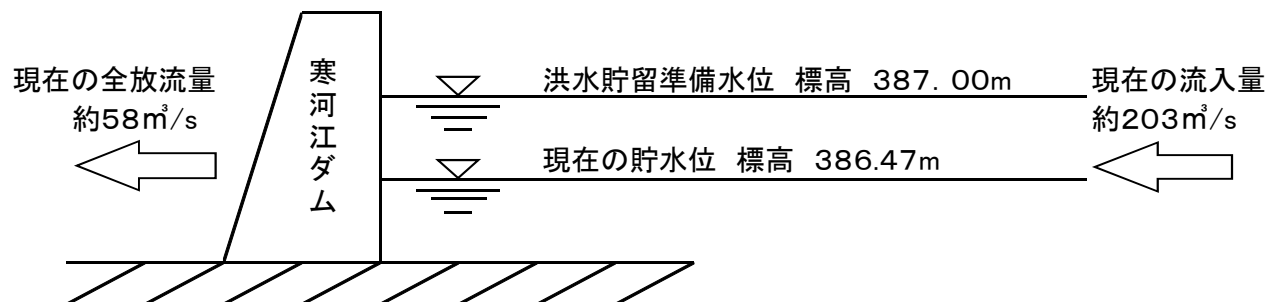 現在の全放流量
約58㎥/s
寒河江ダム
洪水貯留準備水位 標高 387.00m
現在の貯水位 標高 386.47m
現在の流入量
約203㎥/s